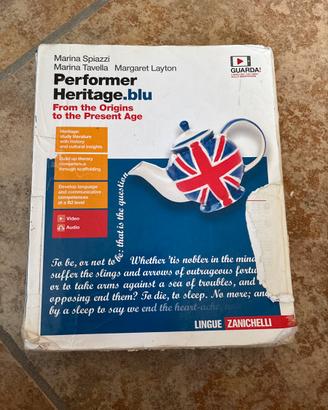 Marina Spiazzi
Marina Tavella Margaret Layton
Performer
Heritage.blu
From the Origins
to the Present Age
GUARDA!
Heritage:
study literature
with history
and cultural insights
Build up literary
competence
through scaffolding
Develop language
and communicative
competences
at a B2 level
Video
Audio
To be, or not to be: that is the question
Whether 'tis nobler in the mind
suffer the slings and arrows of outrageous fortu
or to take arms against a sea of troubles, and
opposing end them? To die, to sleep. No more; and
by a sleep to say we end the heart-ache,
LINGUE ZANICHELLI